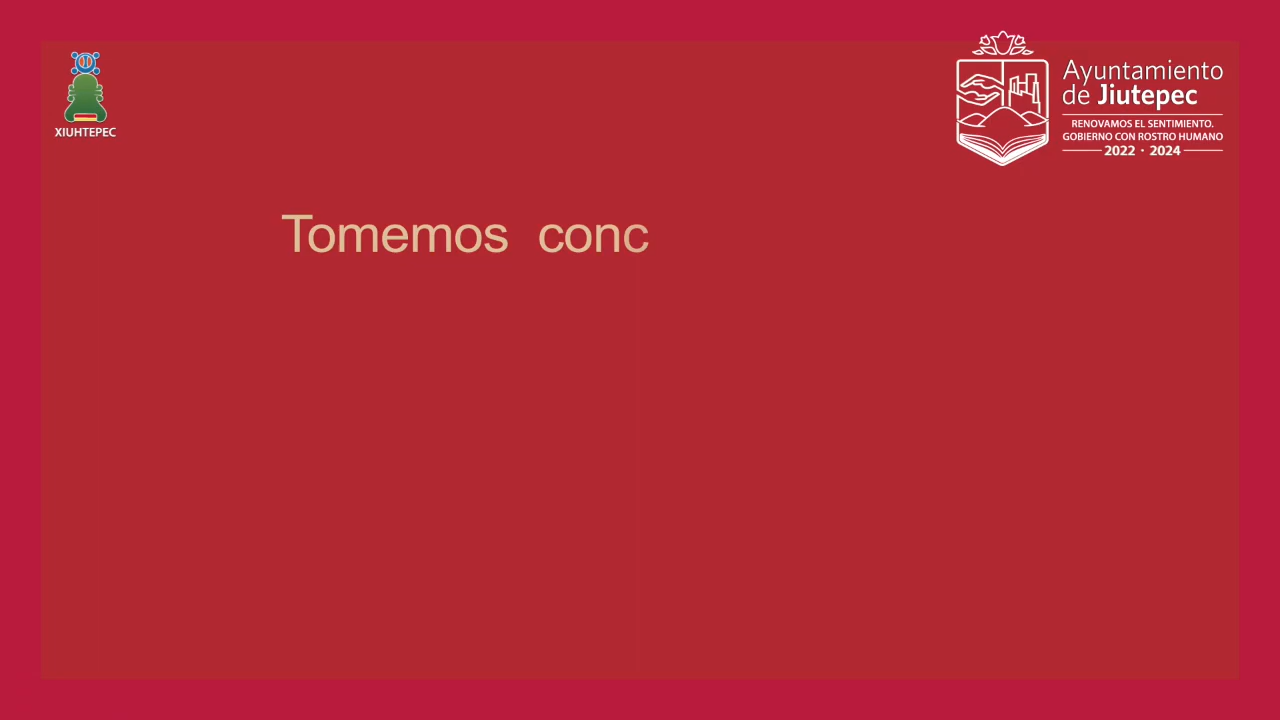 XIUHTEPEC
Ayuntamiento
de Jiutepec
RENOVAMOS EL SENTIMIENTO.
GOBIERNO CON ROSTRO HUMANO
2022 · 2024
Tomemos conc